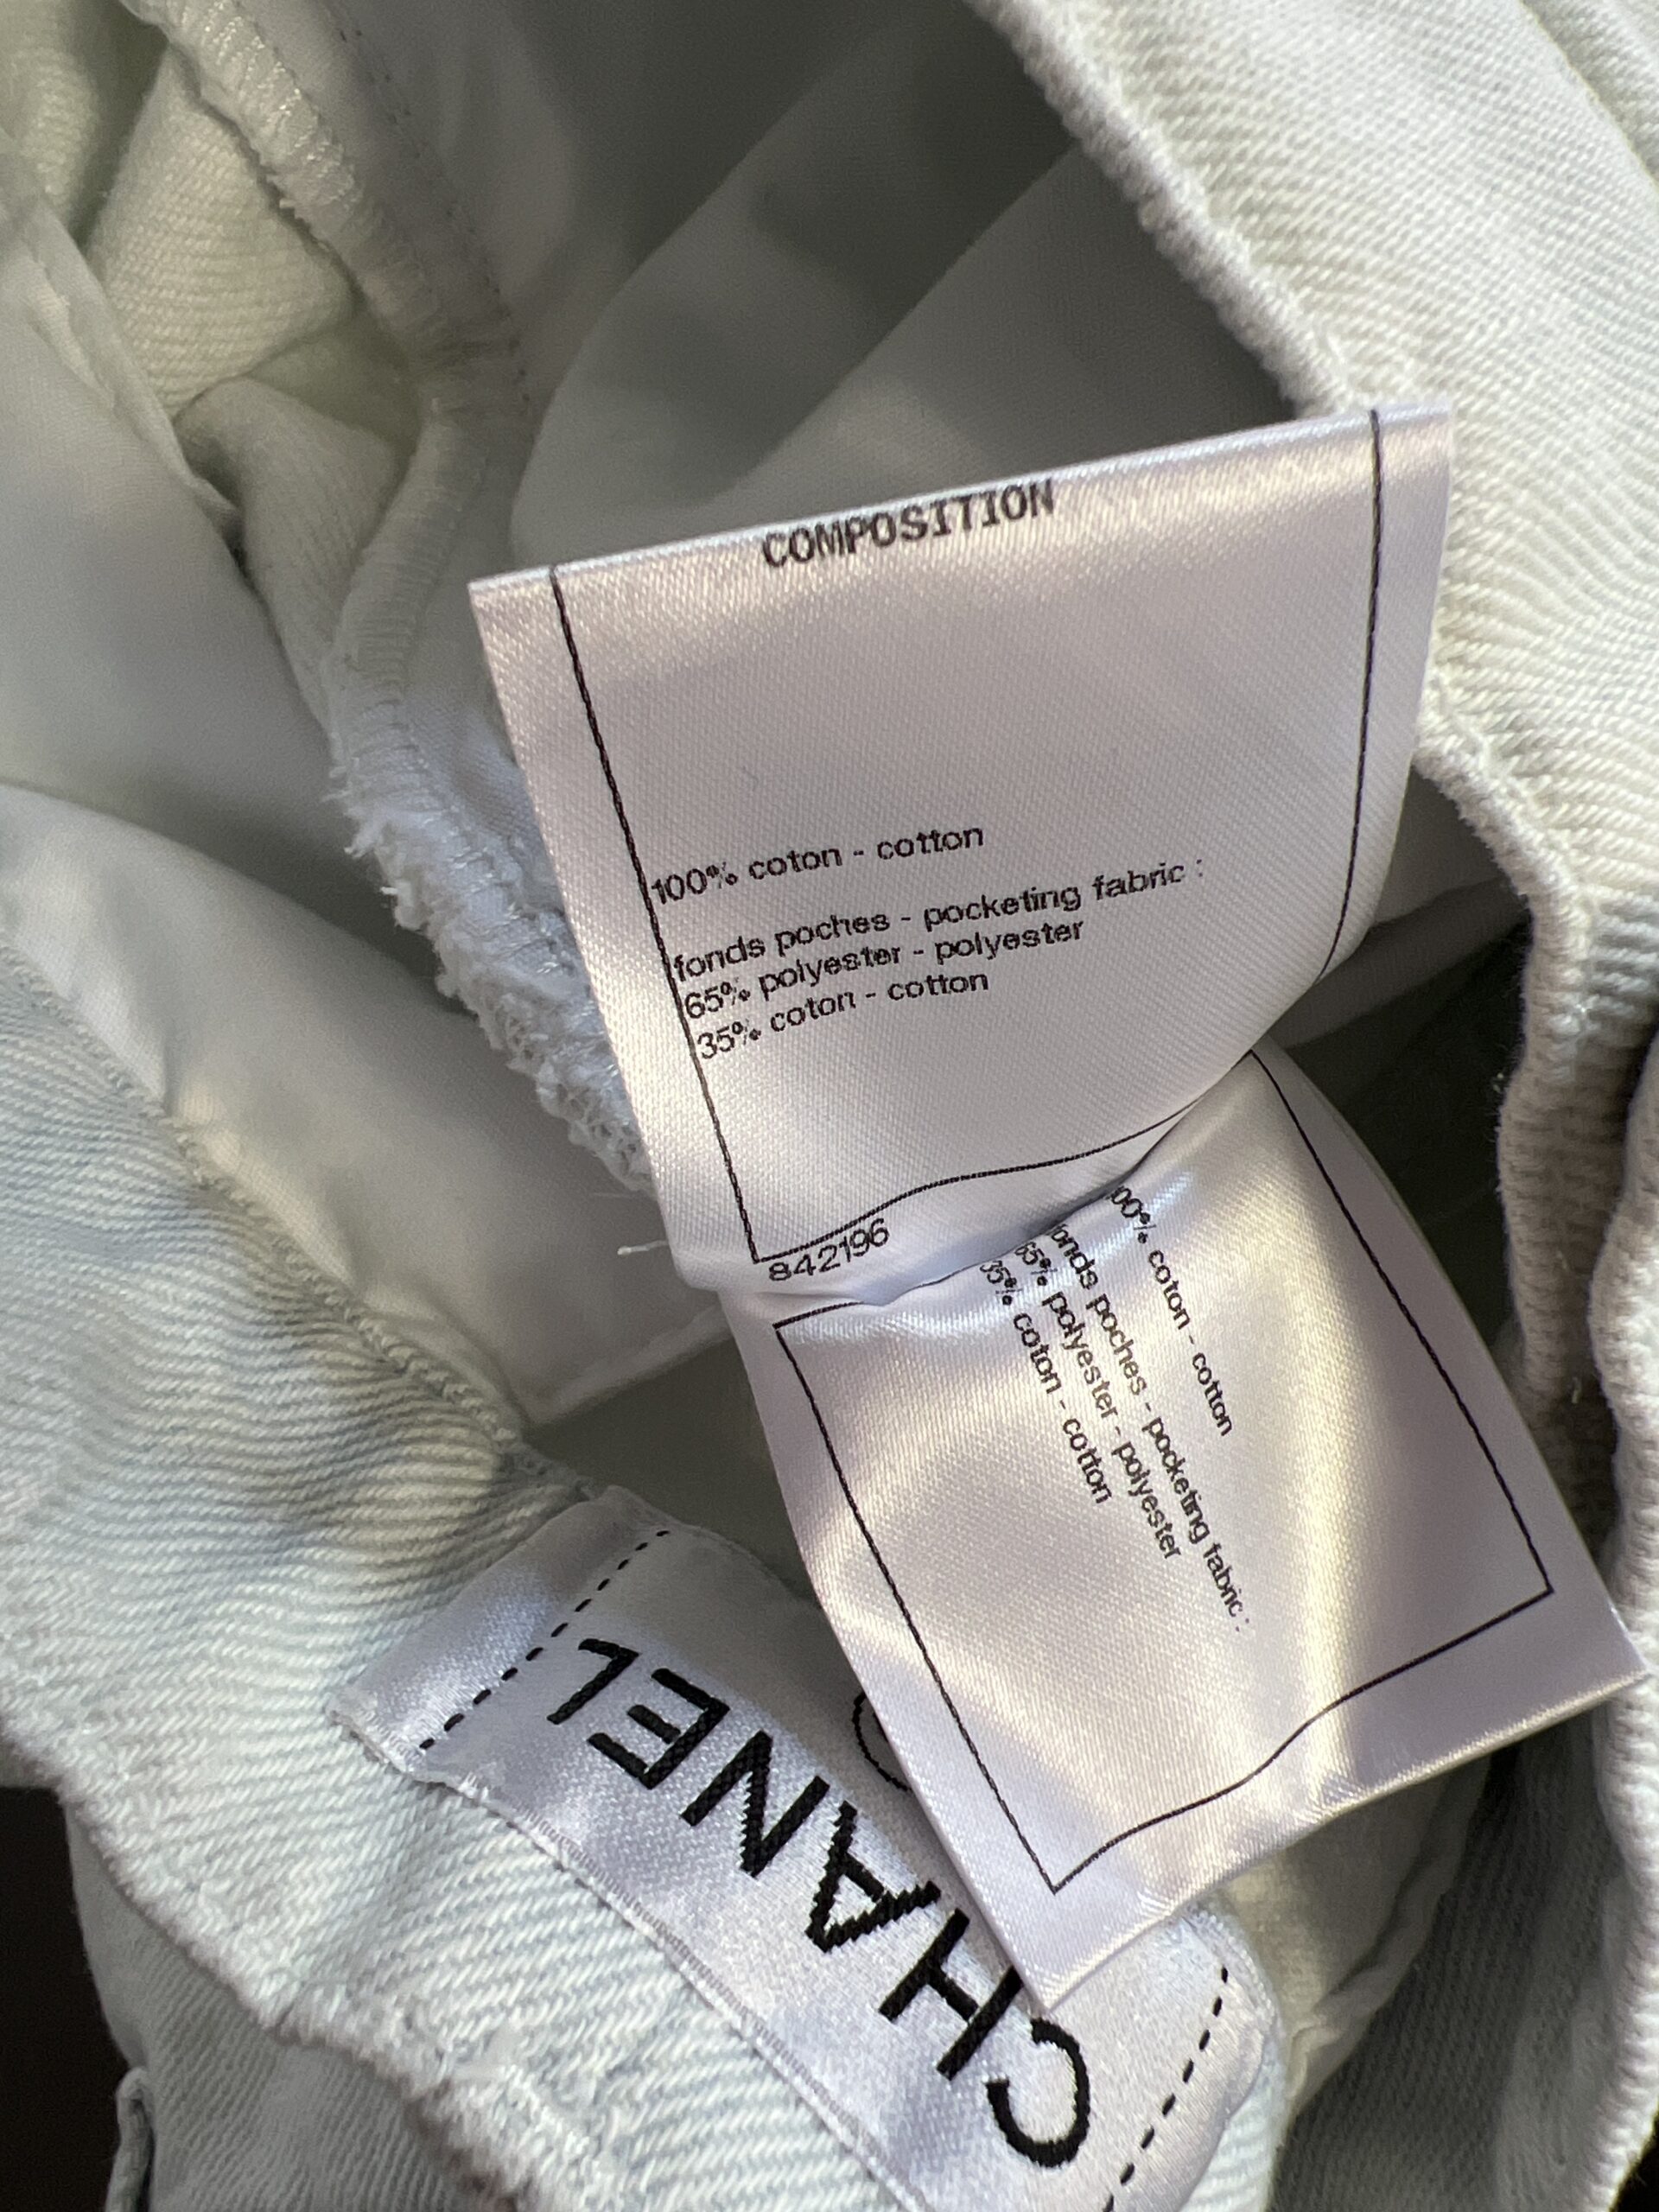 COMPOSITION
100% coton - cotton
fonds poches - pocketing fabric :
65% polyester - polyester
35% coton - cotton
842196
100% coton - cotton
fonds poches - pocketing fabric :
65% polyester - polyester
35% coton - cotton
CHANEL